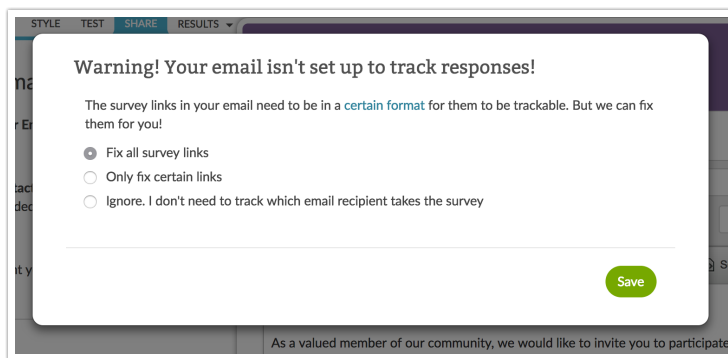 STYLE TEST SHARE RESULTS
Warning! Your email isn't set up to track responses!
The survey links in your email need to be in a certain format for them to be trackable. But we can fix
them for you!
Fix all survey links
Only fix certain links
Ignore. I don't need to track which email recipient takes the survey
Save
As a valued member of our community, we would like to invite you to participate